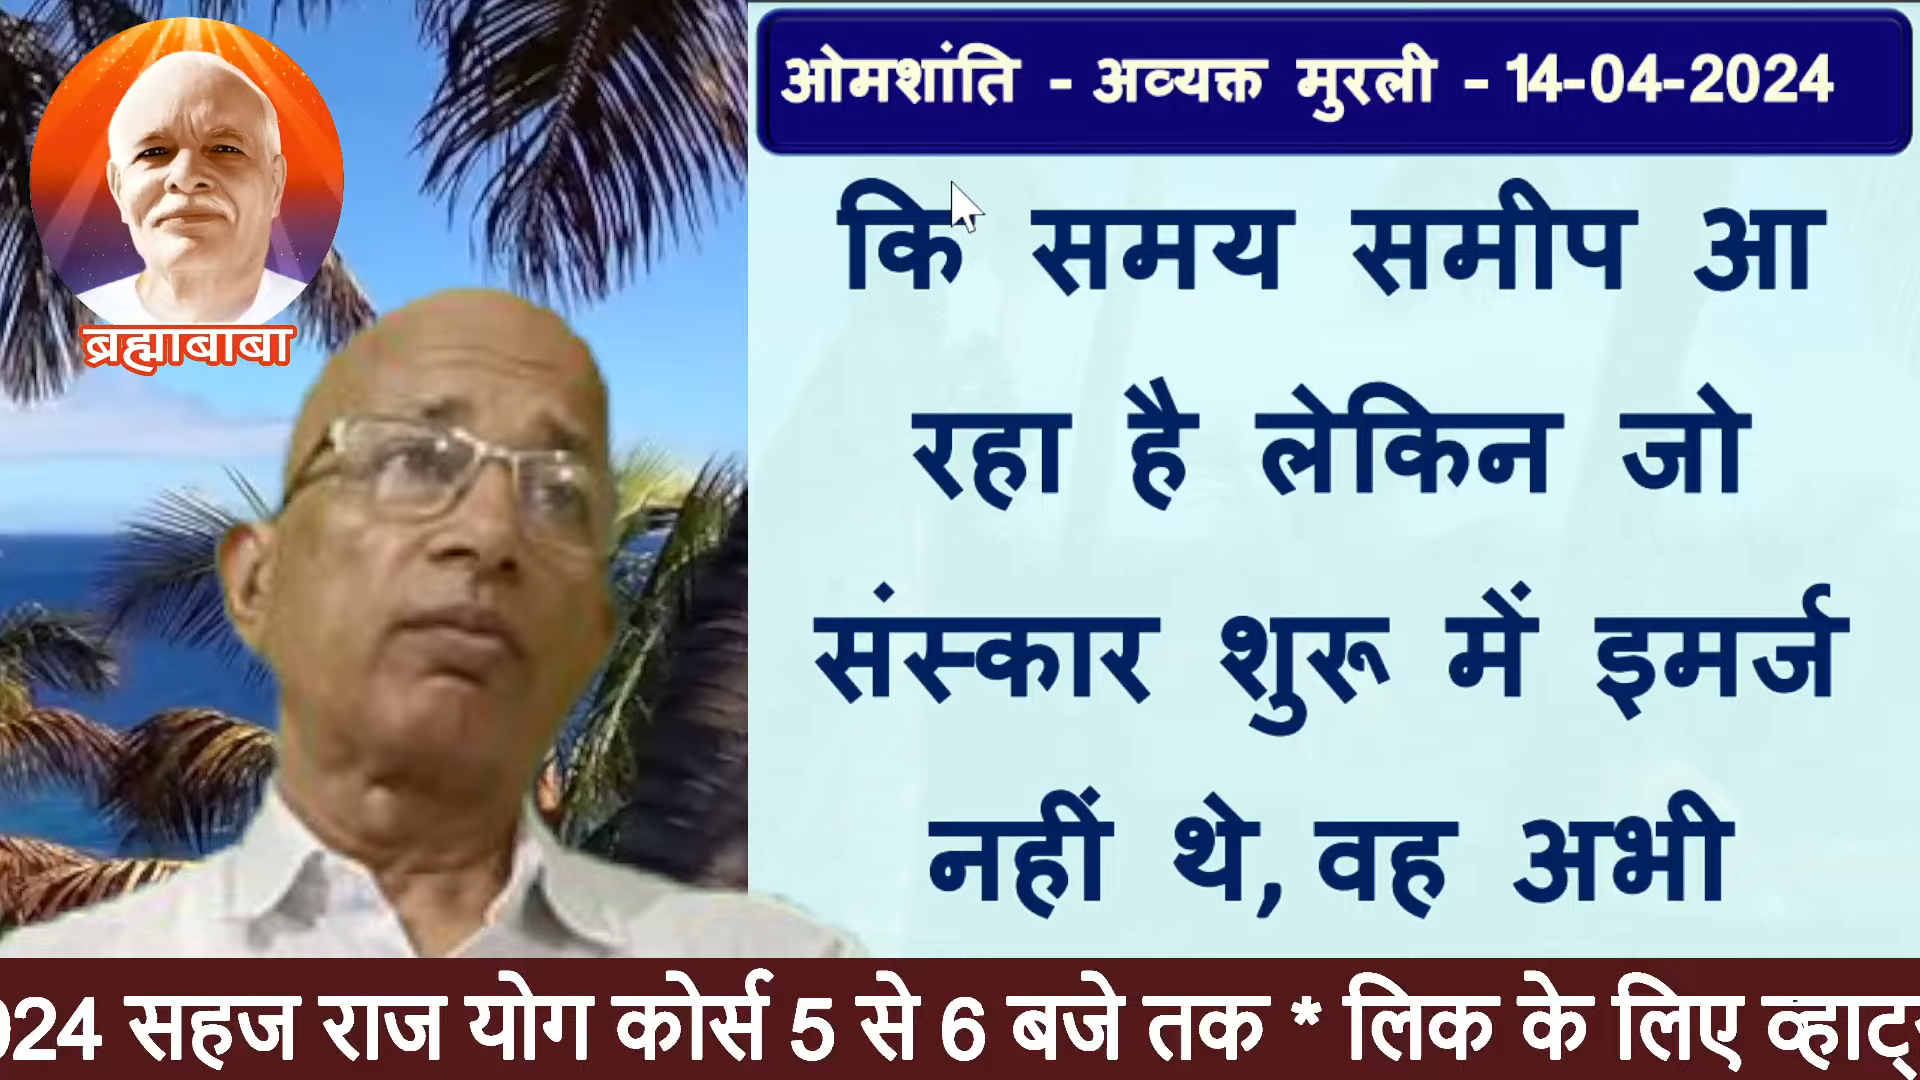 ओमशांति - अव्यक्त मुरली - 14-04-2024
ब्रह्माबाबा
कि समय समीप आ
रहा है लेकिन जो
संस्कार शुरू में इमर्ज
नहीं थे, वह अभी
024 सहज राज योग कोर्स 5 से 6 बजे तक * लिंक के लिए